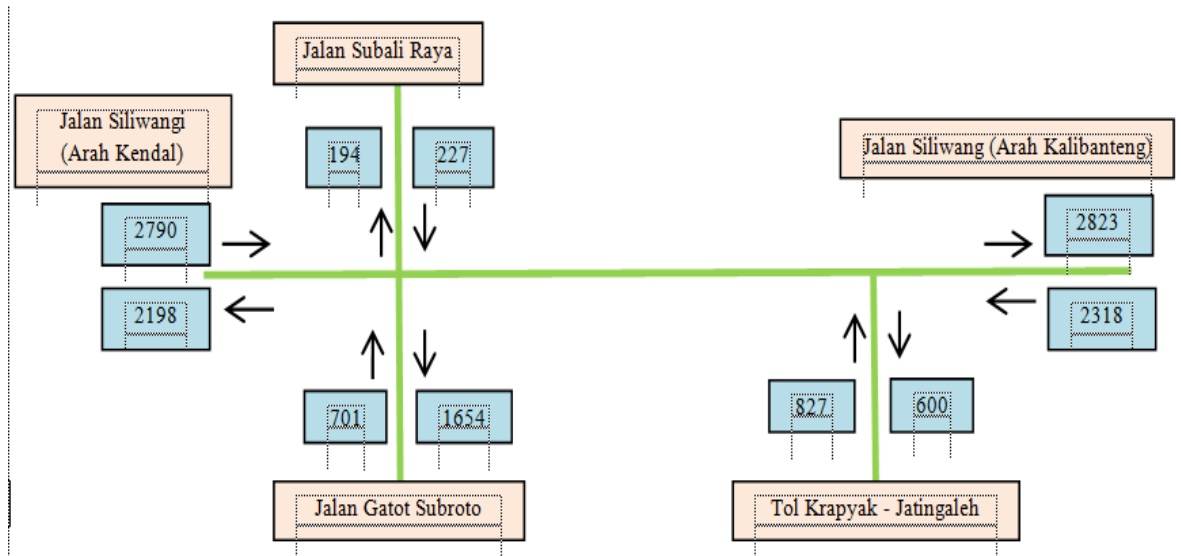 Jalan Subali Raya
Jalan Siliwangi
(Arah Kendal)
194
227
Jalan Siliwang (Arah Kalibanteng)
2790
2823
2198
2318
701
1654
827
600
Jalan Gatot Subroto
Tol Krapyak - Jatingaleh